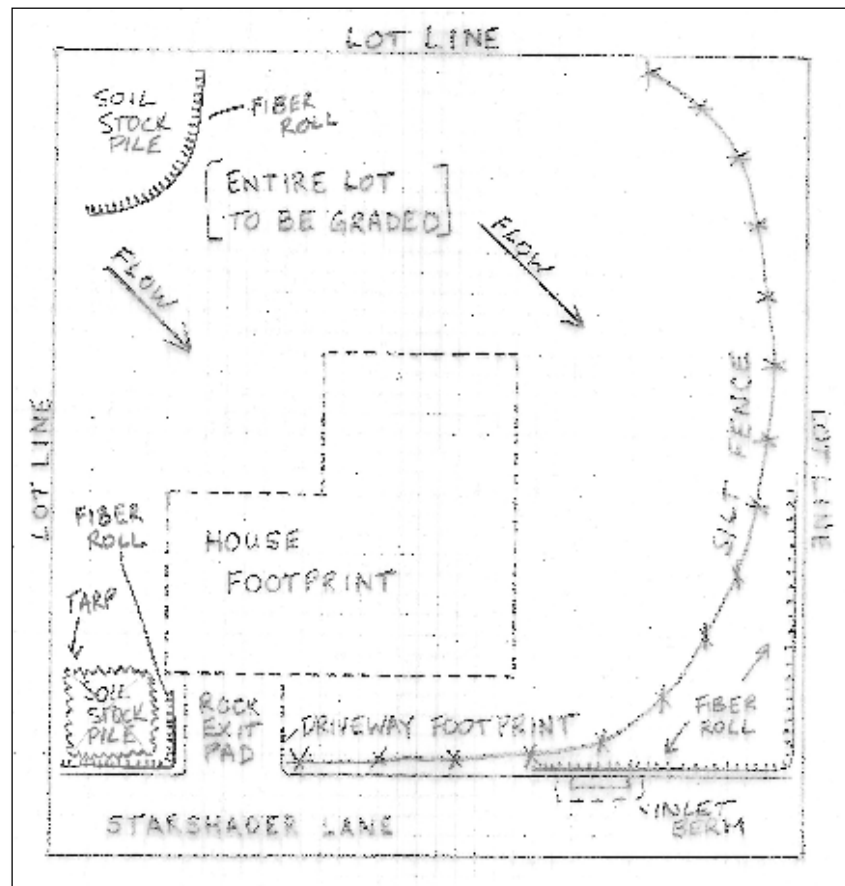 LOT LINE
SOIL
STOCK
PILE
FIBER
ROLL
[ENTIRE LOT
TO BE GRADED]
FLOW
FLOW
LOT LINE
SILT FENCE
LOT LINE
FIBER
ROLL
HOUSE
FOOTPRINT
TARP
SOIL
STOCK
PILE
ROCK
EXIT
PAD
DRIVEWAY FOOTPRINT
FIBER
ROLL
INLET
BERM
STARSHADER LANE